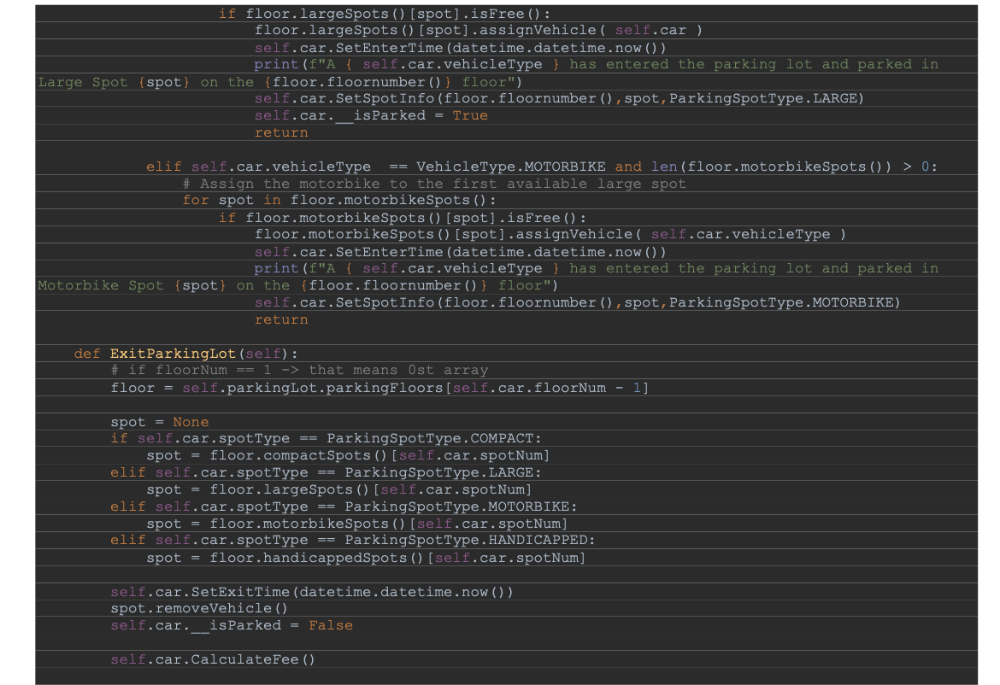 if floor.largeSpots()[spot].isFree():
                        floor.largeSpots()[spot].assignVehicle( self.car )
                        self.car.SetEnterTime(datetime.datetime.now())
                        print(f"A { self.car.vehicleType } has entered the parking lot and parked in
Large Spot {spot} on the {floor.floornumber()} floor")
                        self.car.SetSpotInfo(floor.floornumber(),spot,ParkingSpotType.LARGE)
                        self.car.__isParked = True
                        return

            elif self.car.vehicleType  == VehicleType.MOTORBIKE and len(floor.motorbikeSpots()) > 0:
                # Assign the motorbike to the first available large spot
                for spot in floor.motorbikeSpots():
                    if floor.motorbikeSpots()[spot].isFree():
                        floor.motorbikeSpots()[spot].assignVehicle( self.car.vehicleType )
                        self.car.SetEnterTime(datetime.datetime.now())
                        print(f"A { self.car.vehicleType } has entered the parking lot and parked in
Motorbike Spot {spot} on the {floor.floornumber()} floor")
                        self.car.SetSpotInfo(floor.floornumber(),spot,ParkingSpotType.MOTORBIKE)
                        return

    def ExitParkingLot(self):
        # if floorNum == 1 -> that means 0st array
        floor = self.parkingLot.parkingFloors[self.car.floorNum - 1]

        spot = None
        if self.car.spotType == ParkingSpotType.COMPACT:
            spot = floor.compactSpots()[self.car.spotNum]
        elif self.car.spotType == ParkingSpotType.LARGE:
            spot = floor.largeSpots()[self.car.spotNum]
        elif self.car.spotType == ParkingSpotType.MOTORBIKE:
            spot = floor.motorbikeSpots()[self.car.spotNum]
        elif self.car.spotType == ParkingSpotType.HANDICAPPED:
            spot = floor.handicappedSpots()[self.car.spotNum]

        self.car.SetExitTime(datetime.datetime.now())
        spot.removeVehicle()
        self.car.__isParked = False

        self.car.CalculateFee()